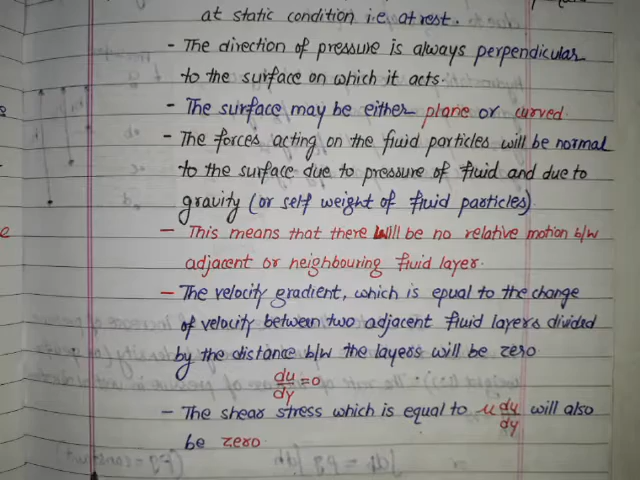 at static condition i.e at rest.
- The direction of pressure is always perpendicular
to the surface on which it acts.
- The surface may be either plane or curved
- The forces acting on the fluid particles will be normal
to the surface due to pressure of fluid and due to
gravity (or self weight of fluid particles).
- This means that there will be no relative motion b/w
adjacent or neighbouring fluid layer.
- The velocity gradient, which is equal to the change
of velocity between two adjacent fluid layers divided
by the distance b/w the layers will be zero
du/dy = 0
- The shear stress which is equal to μ du/dy will also
be zero.